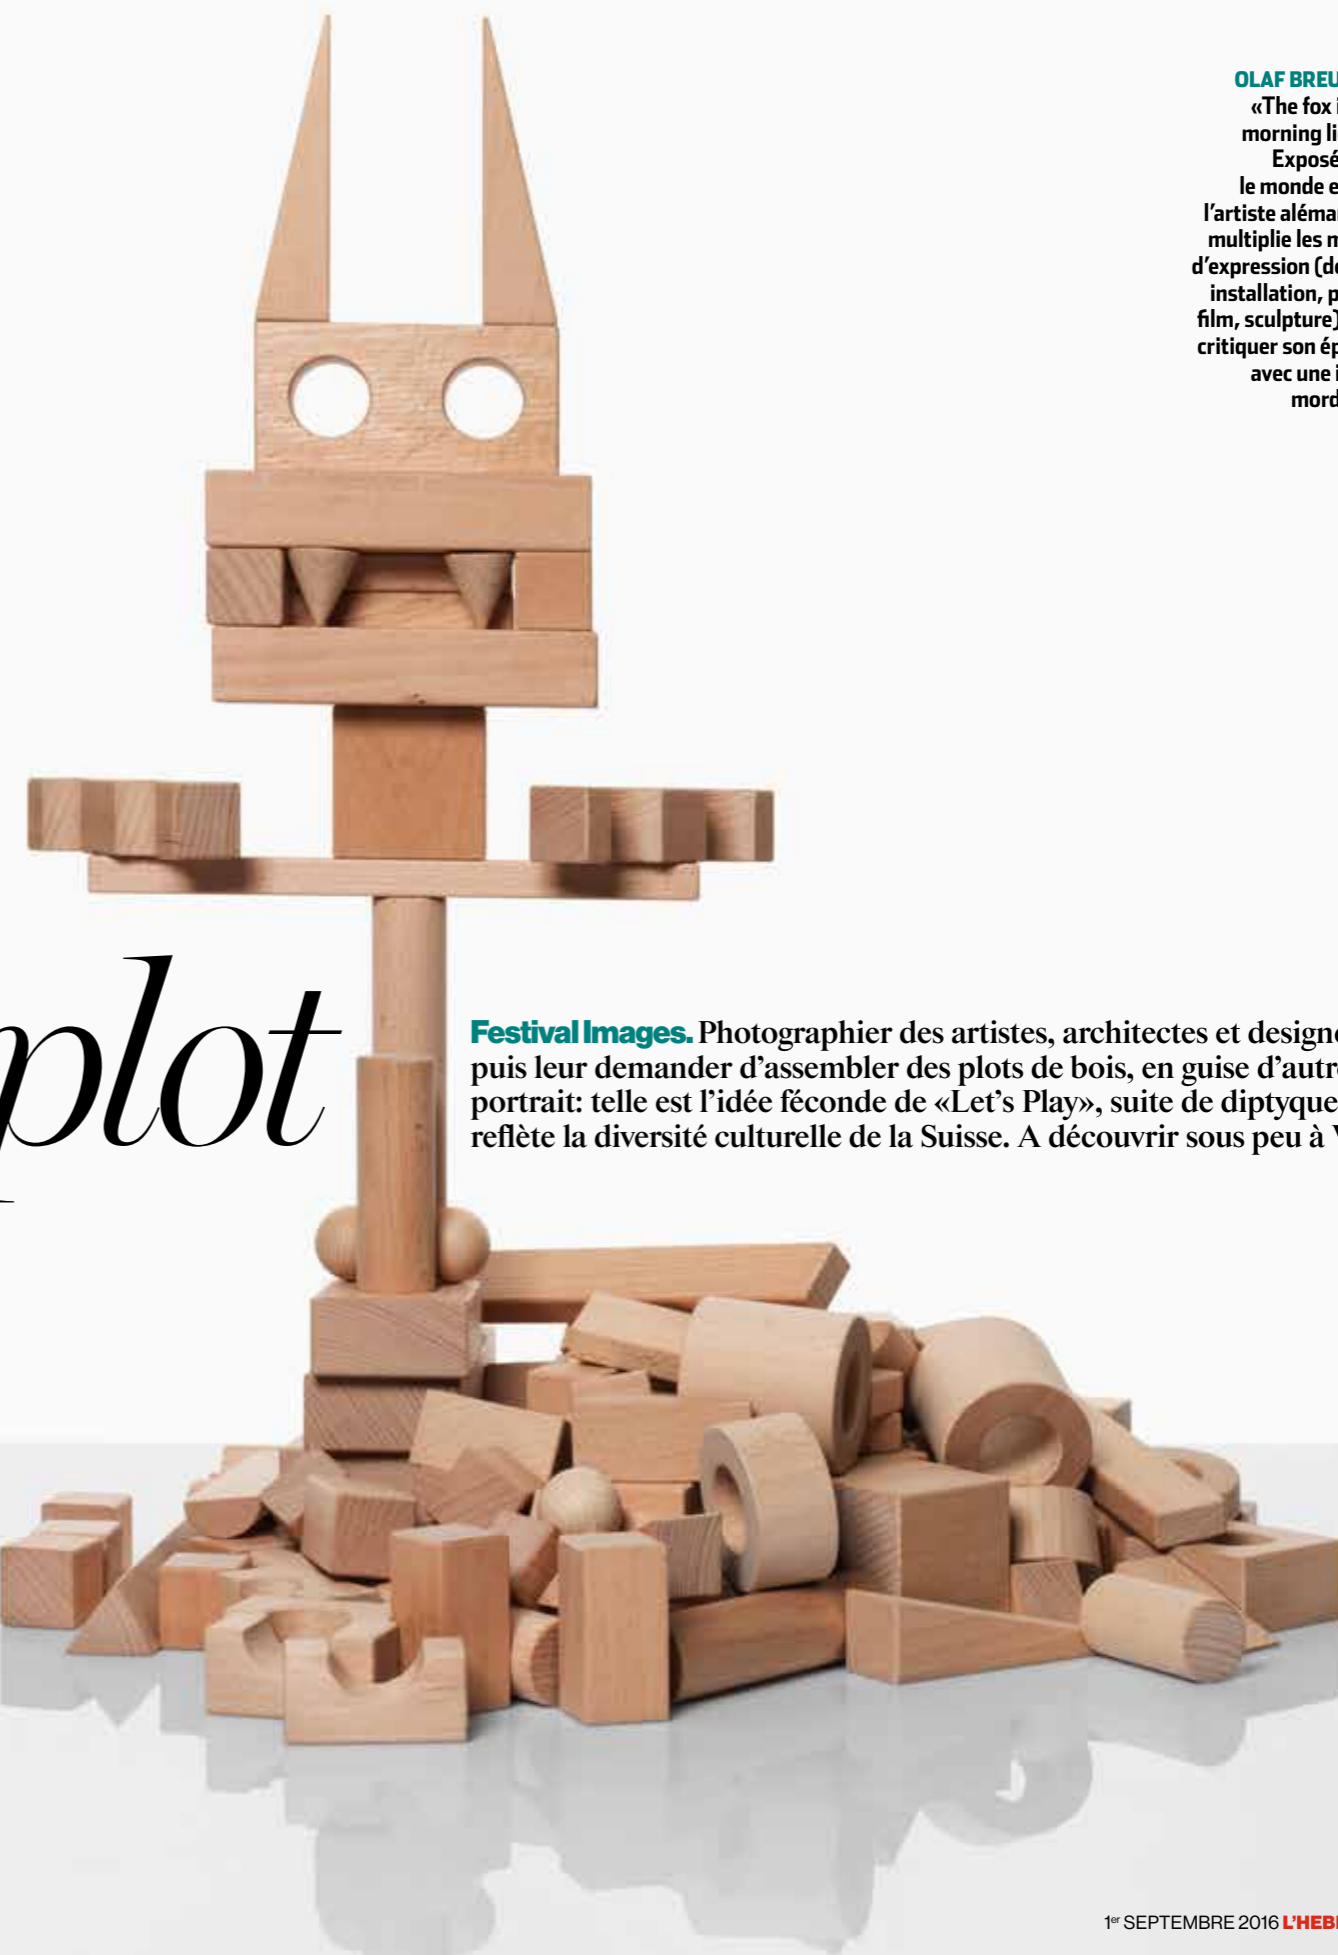 OLAF BREU
«The fox i
morning li
Exposé
le monde e
l'artiste aléma
multiplie les m
d'expression (de
installation, p
film, sculpture)
critiquer son ép
avec une i
mord
plot
Festival Images. Photographier des artistes, architectes et designe
puis leur demander d'assembler des plots de bois, en guise d'autre
portrait: telle est l'idée féconde de «Let's Play», suite de diptyque
reflète la diversité culturelle de la Suisse. A découvrir sous peu à V
1er SEPTEMBRE 2016 L'HEB